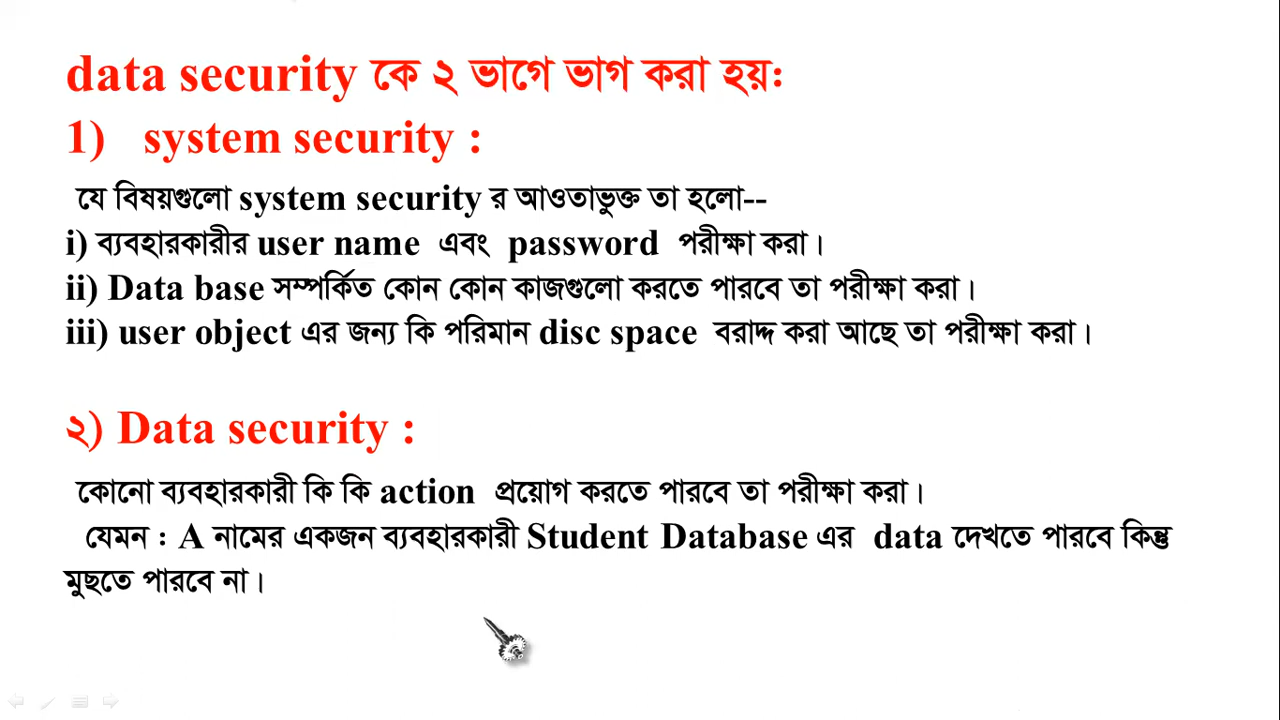 data security কে ২ ভাগে ভাগ করা হয়ঃ
1) system security :
যে বিষয়গুলো system security র আওতাভুক্ত তা হলো--
i) ব্যবহারকারীর user name এবং password পরীক্ষা করা।
ii) Data base সম্পর্কিত কোন কোন কাজগুলো করতে পারবে তা পরীক্ষা করা।
iii) user object এর জন্য কি পরিমান disc space বরাদ্দ করা আছে তা পরীক্ষা করা।
২) Data security :
কোনো ব্যবহারকারী কি কি action প্রয়োগ করতে পারবে তা পরীক্ষা করা।
যেমন : A নামের একজন ব্যবহারকারী Student Database এর data দেখতে পারবে কিন্তু
মুছতে পারবে না।